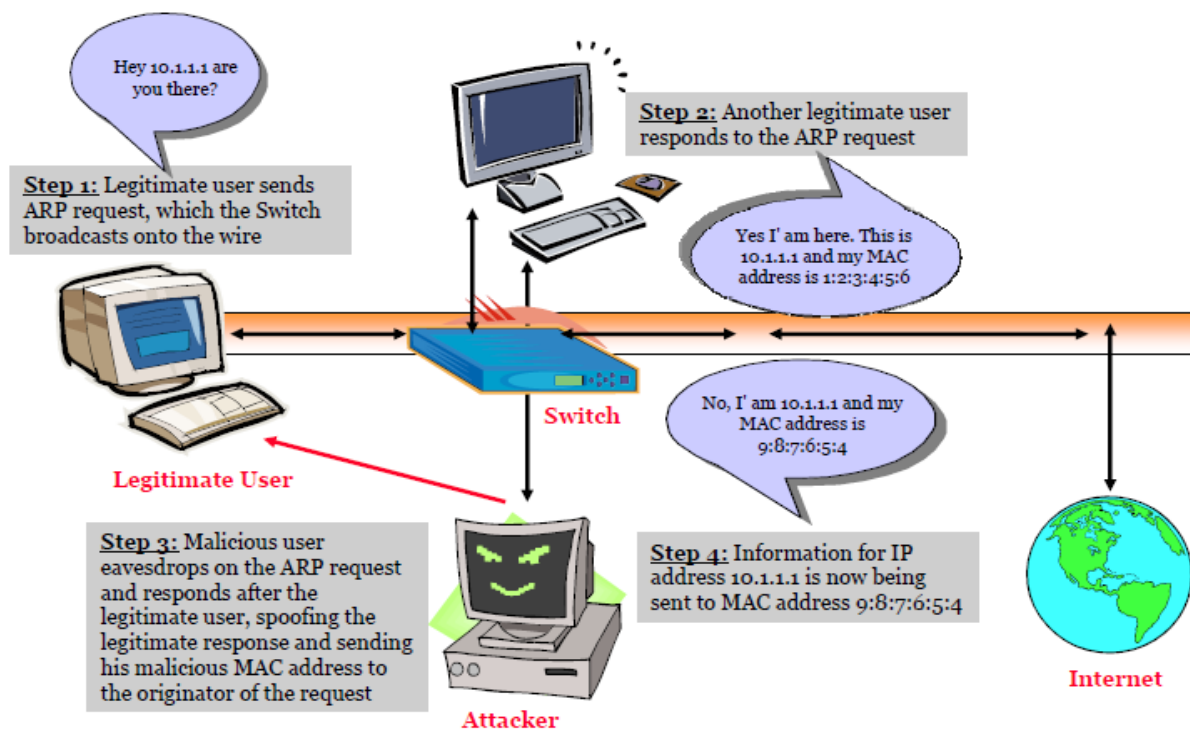 Hey 10.1.1.1 are
you there?
Step 1: Legitimate user sends
ARP request, which the Switch
broadcasts onto the wire
Step 2: Another legitimate user
responds to the ARP request
Yes I' am here. This is
10.1.1.1 and my MAC
address is 1:2:3:4:5:6
Switch
No, I' am 10.1.1.1 and my
MAC address is
9:8:7:6:5:4
Legitimate User
Step 3: Malicious user
eavesdrops on the ARP request
and responds after the
legitimate user, spoofing the
legitimate response and sending
his malicious MAC address to
the originator of the request
Step 4: Information for IP
address 10.1.1.1 is now being
sent to MAC address 9:8:7:6:5:4
Attacker
Internet